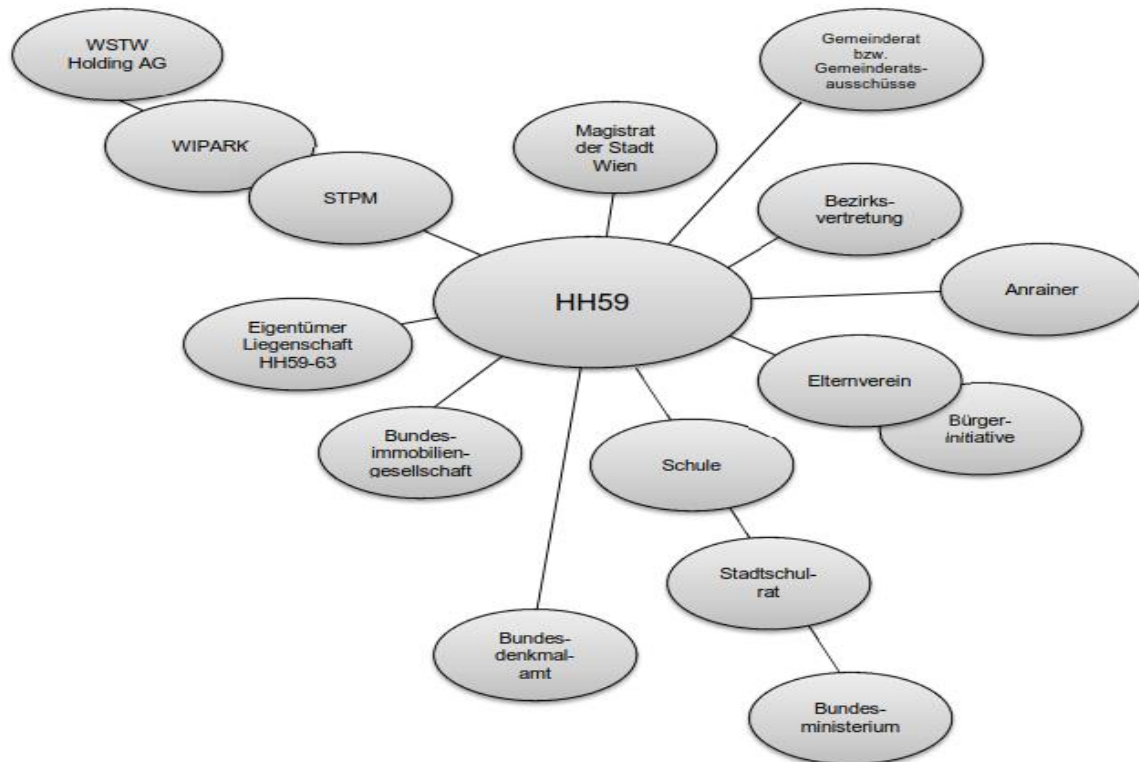 WSTW
Holding AG
WIPARK
STPM
Magistrat
der Stadt
Wien
Gemeinderat
bzw.
Gemeinderats-
ausschüsse
Bezirks-
vertretung
HH59
Anrainer
Eigentümer
Liegenschaft
HH59-63
Elternverein
Bürger-
initiative
Bundes-
immobilien-
gesellschaft
Schule
Stadtschul-
rat
Bundes-
denkmal-
amt
Bundes-
ministerium